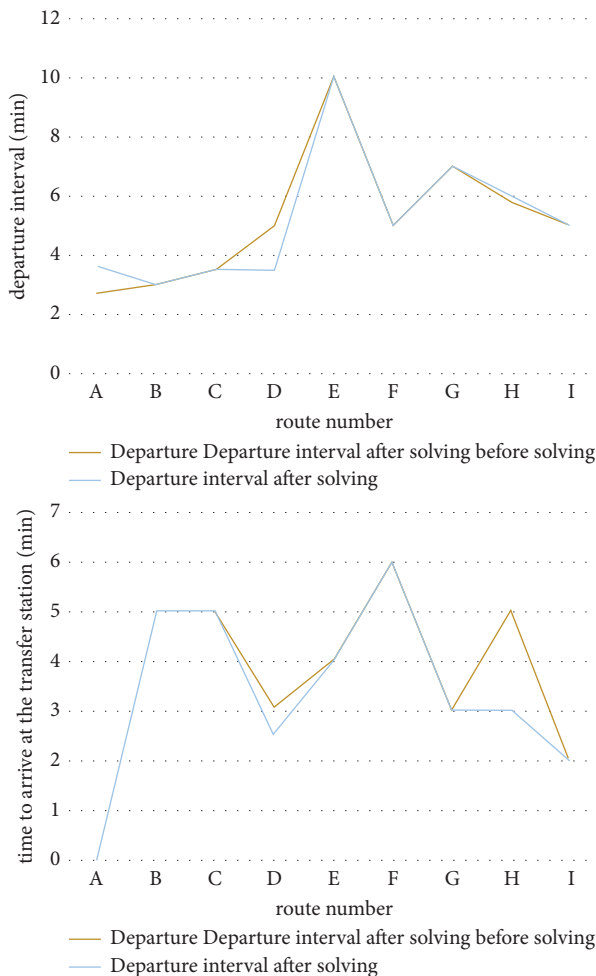 12
10
8
6
4
2
0
departure interval (min)
A B C D E F G H I
route number
Departure Departure interval after solving before solving
Departure interval after solving
7
6
5
4
3
2
1
0
time to arrive at the transfer station (min)
A B C D E F G H I
route number
Departure Departure interval after solving before solving
Departure interval after solving